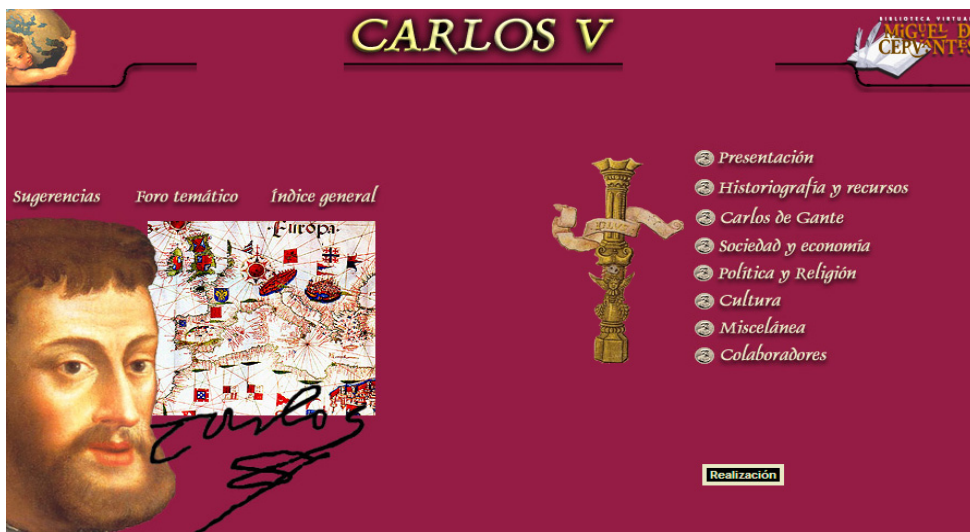 CARLOS V
BIBLIOTECA VIRTUAL
MIGUEL DE
CERVANTES
Presentación
Historiografía y recursos
Sugerencias
Foro temático
Índice general
Carlos de Gante
·Europa·
Sociedad y economía
Política y Religión
Cultura
Miscelánea
Colaboradores
Carlos
Realización